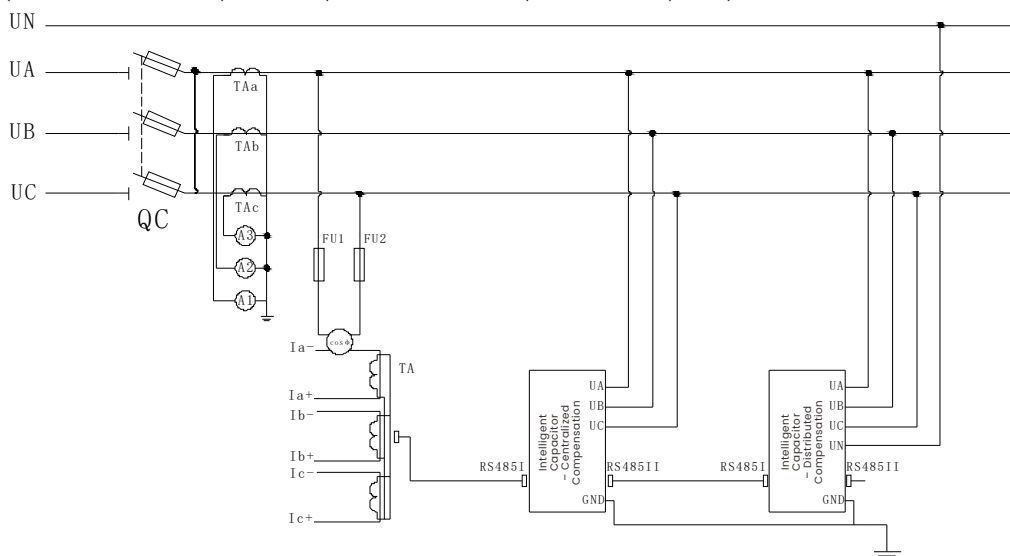 UN
UA
TAa
UB
TAb
UC
TAc
QC
A3
FU1
FU2
A2
A1
cosϕ
Ia-
TA
Ia+
Ib-
Ib+
Ic-
Ic+
RS485I
Intelligent
Capacitor
– Centralized
Compensation
UA
UB
UC
RS485II
GND
RS485I
Intelligent
Capacitor
– Distributed
Compensation
UA
UB
UC
UN
RS485II
GND